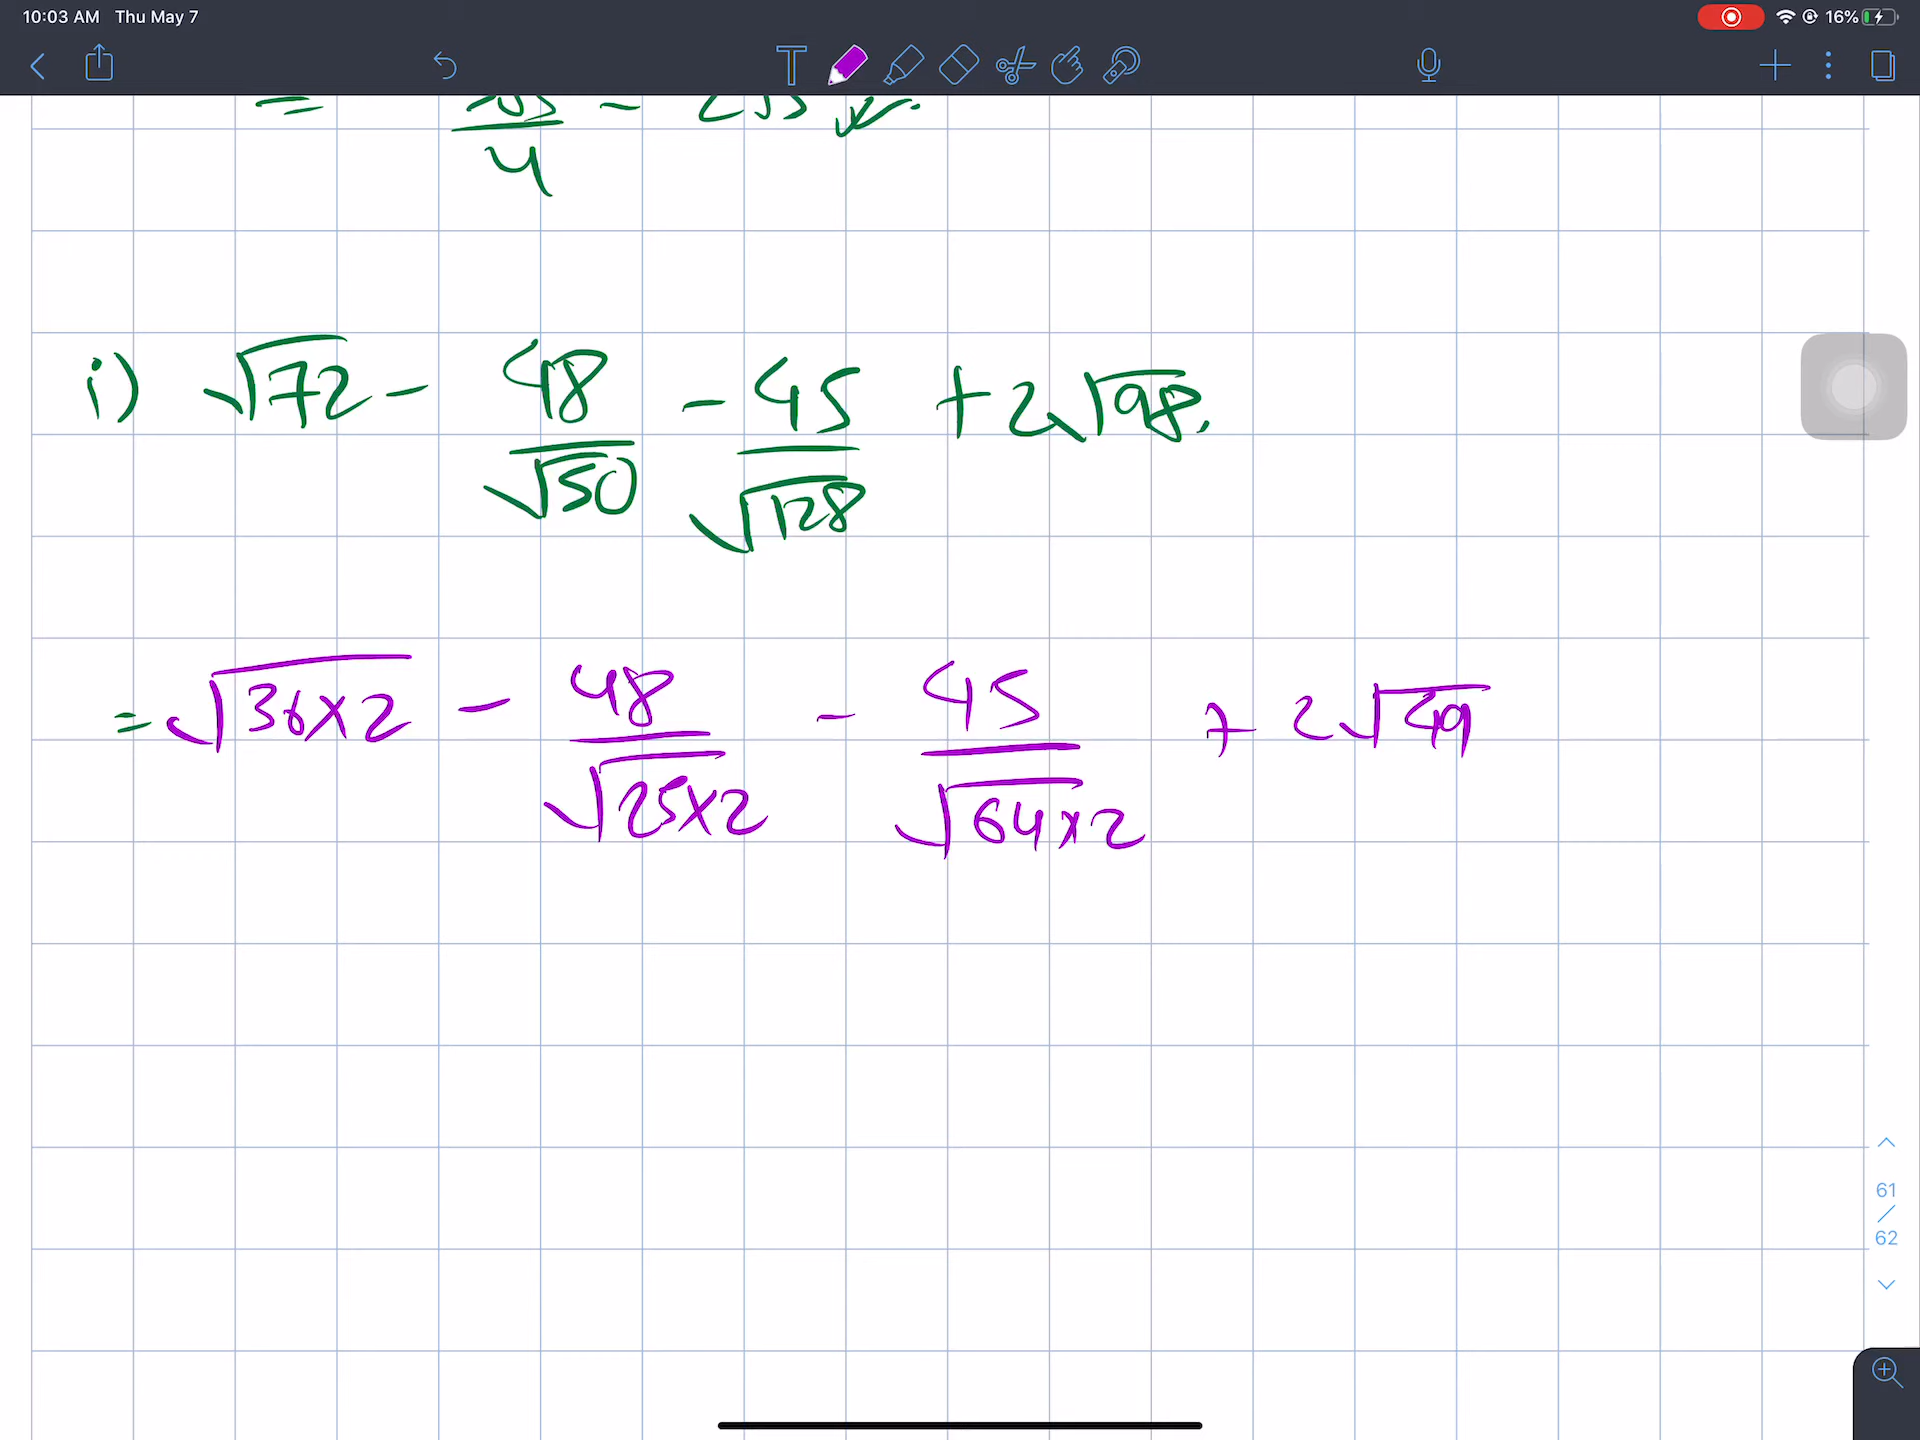 10:03 AM Thu May 7 16%
4
i) √72 - 48/√50 - 45/√128 + 2√98.
= √36×2 - 48/√25×2 - 45/√64×2 + 2√49
61
/
62